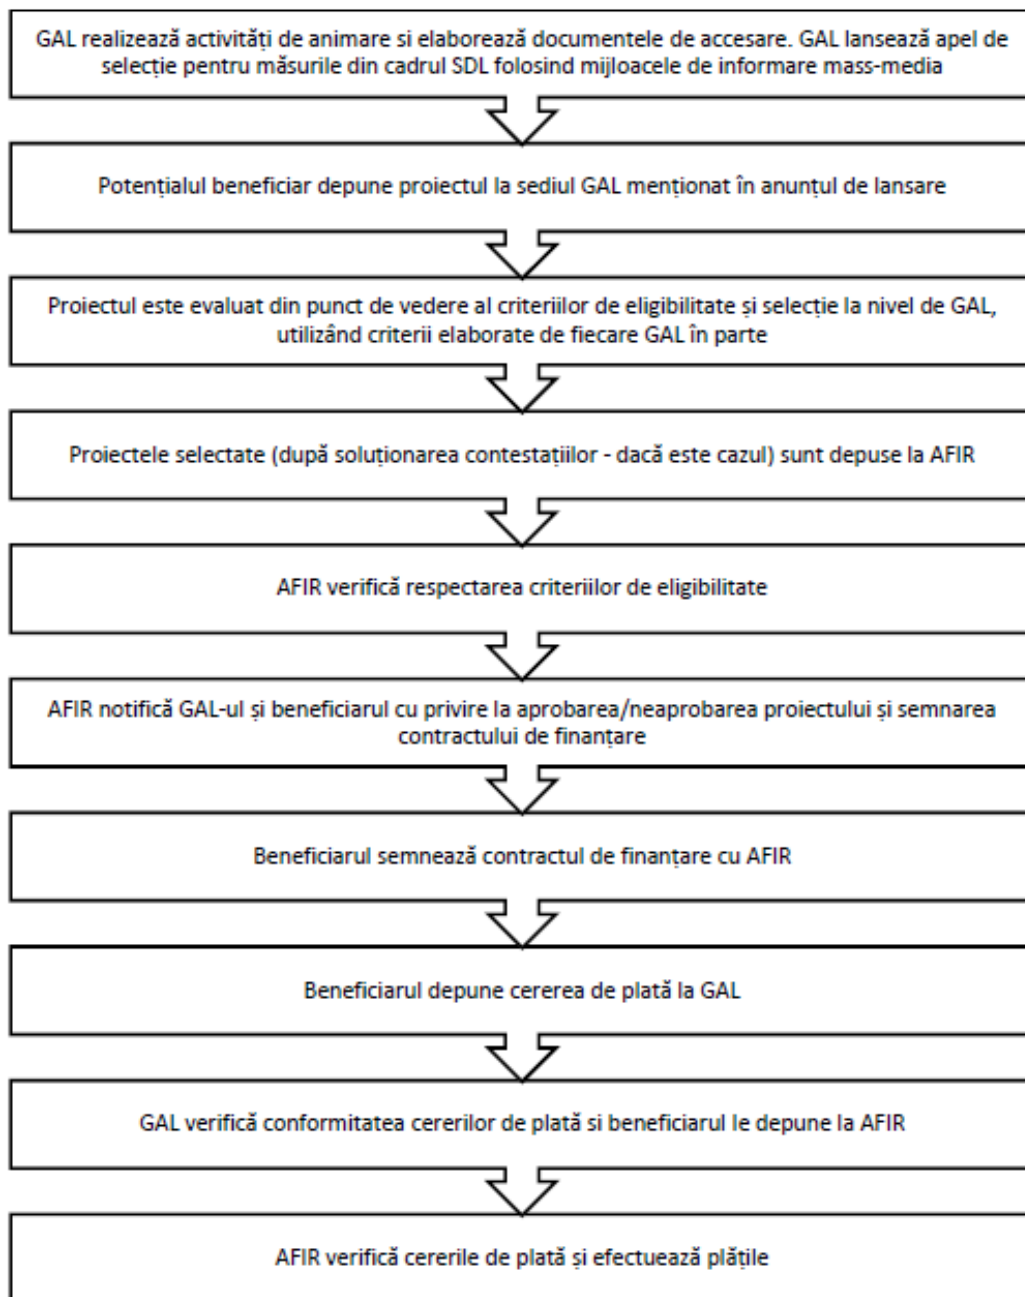 GAL realizează activități de animare si elaborează documentele de accesare. GAL lansează apel de
selecție pentru măsurile din cadrul SDL folosind mijloacele de informare mass-media
Potențialul beneficiar depune proiectul la sediul GAL menționat în anunțul de lansare
Proiectul este evaluat din punct de vedere al criteriilor de eligibilitate și selecție la nivel de GAL,
utilizând criterii elaborate de fiecare GAL în parte
Proiectele selectate (după soluționarea contestațiilor - dacă este cazul) sunt depuse la AFIR
AFIR verifică respectarea criteriilor de eligibilitate
AFIR notifică GAL-ul și beneficiarul cu privire la aprobarea/neaprobarea proiectului și semnarea
contractului de finanțare
Beneficiarul semnează contractul de finanțare cu AFIR
Beneficiarul depune cererea de plată la GAL
GAL verifică conformitatea cererilor de plată si beneficiarul le depune la AFIR
AFIR verifică cererile de plată și efectuează plățile